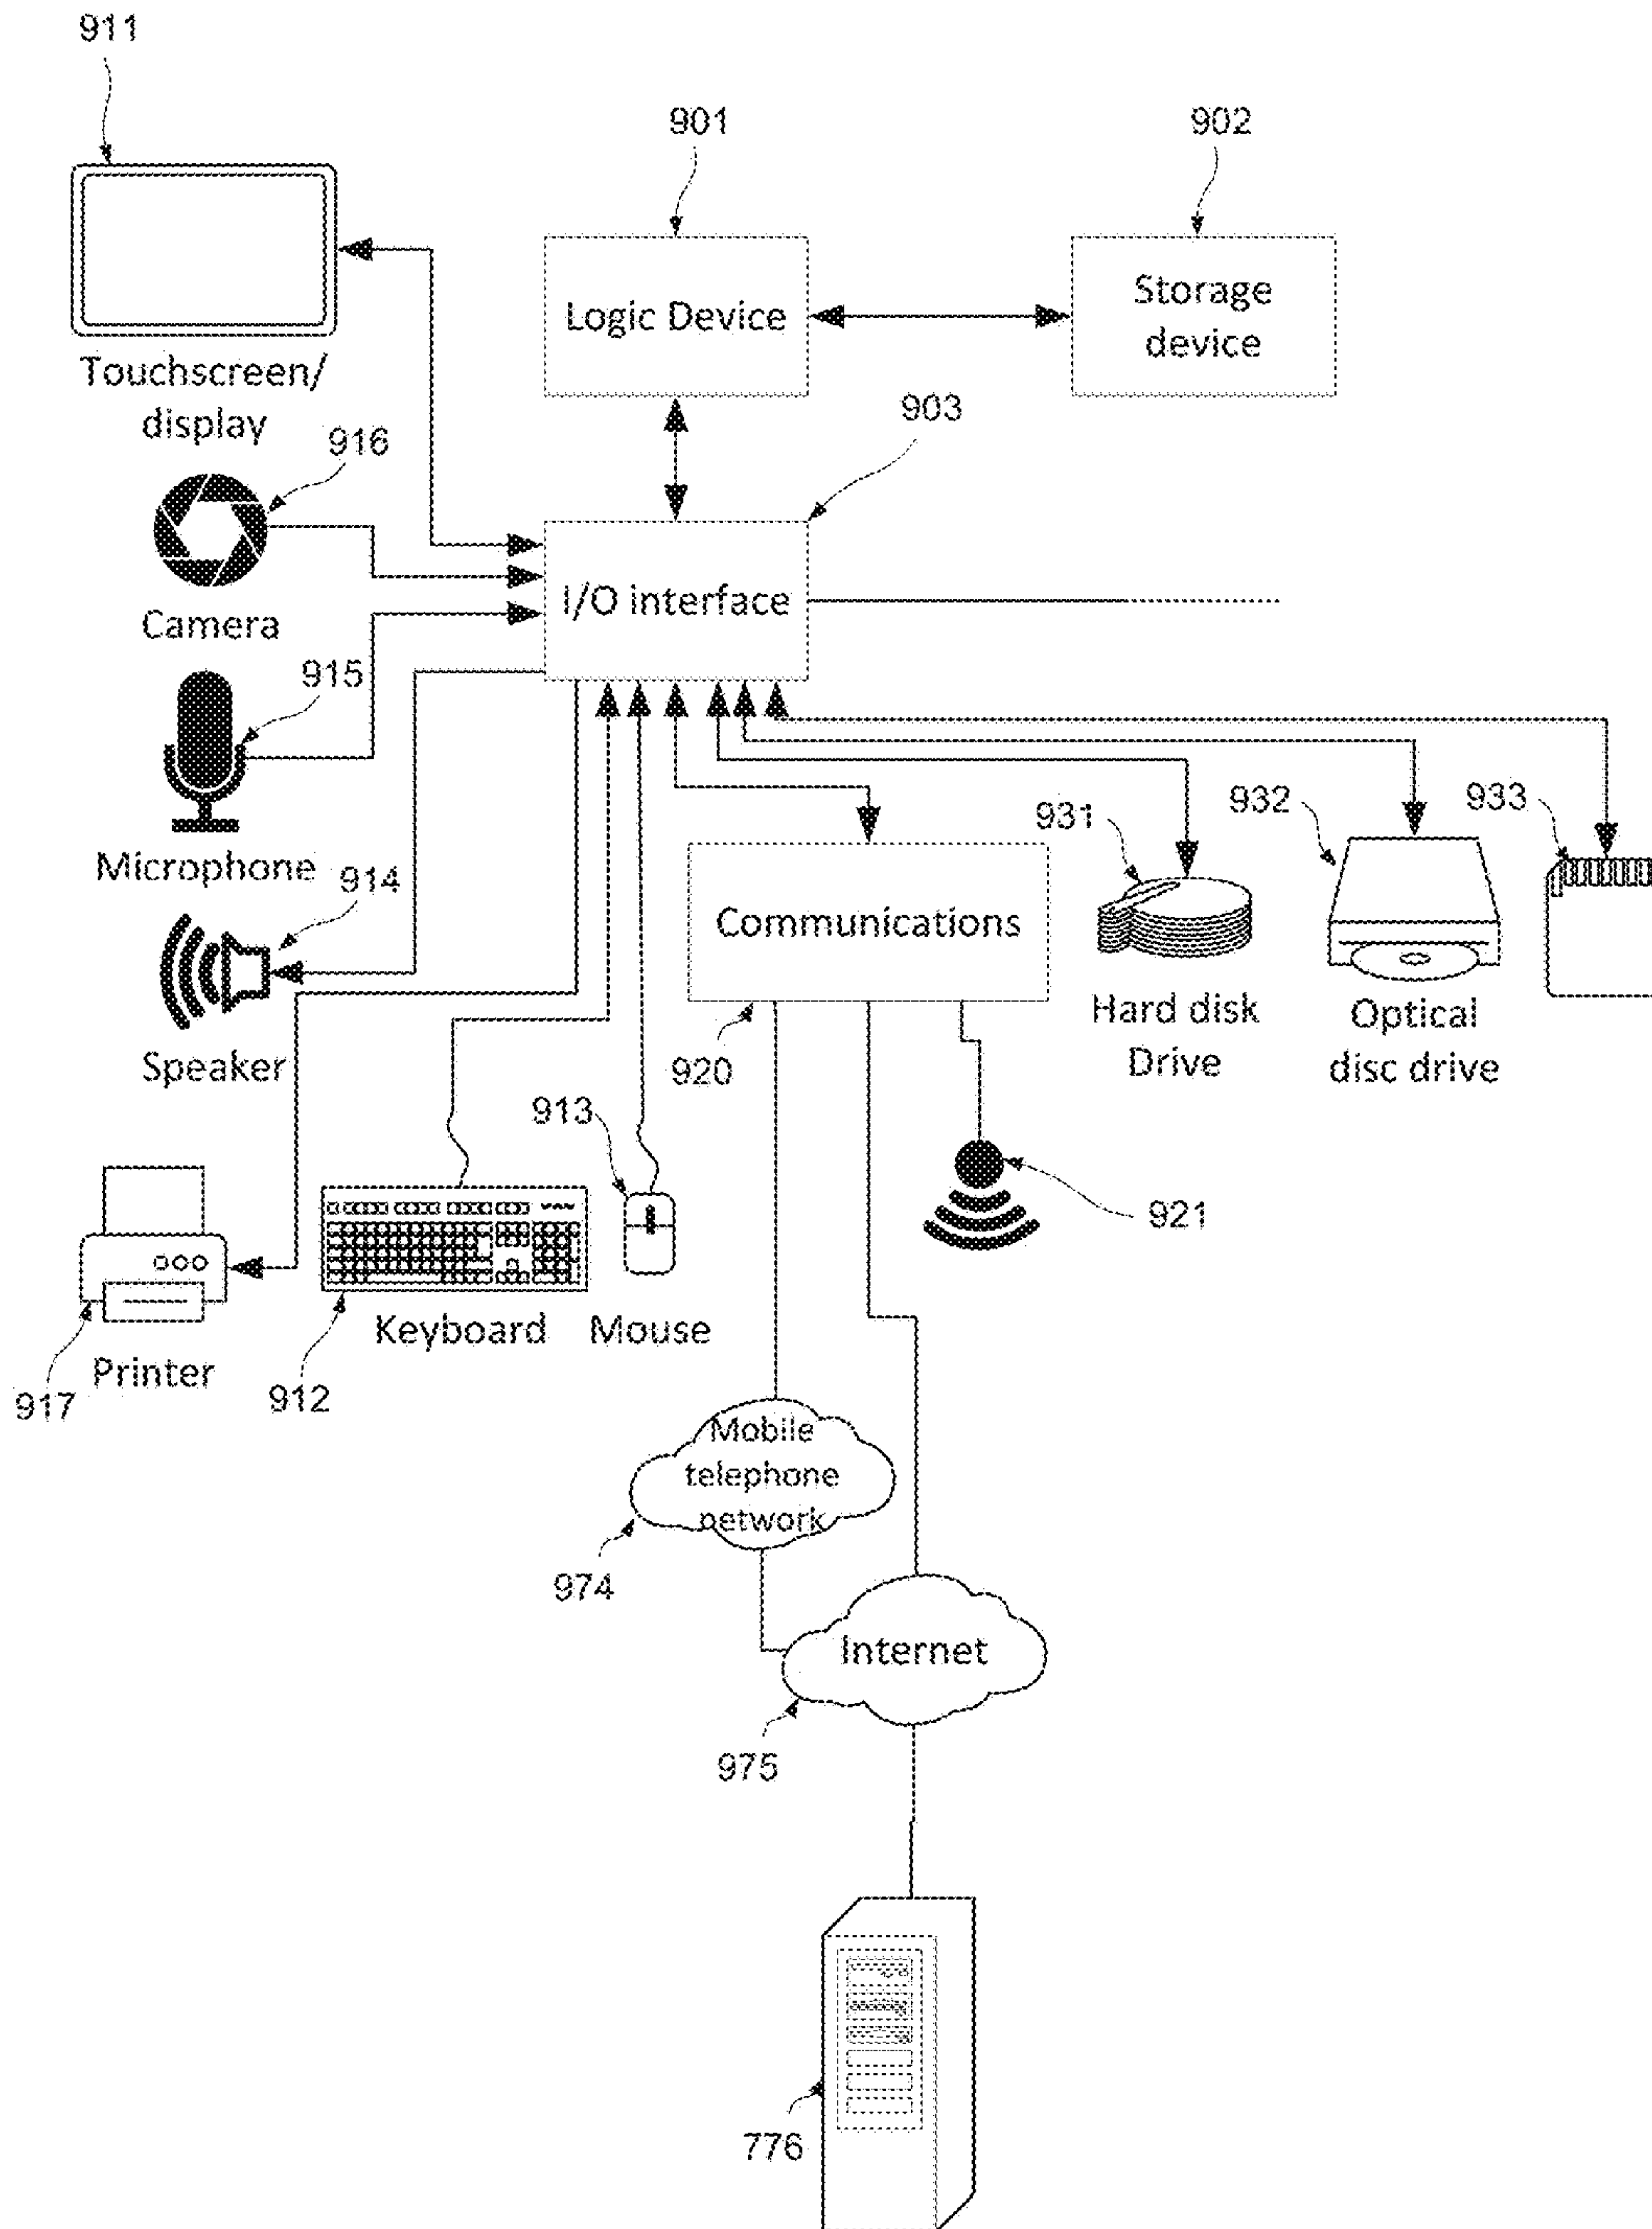 911
901
902
Logic Device
Storage
device
Touchscreen/
display
903
916
I/O interface
Camera
915
Microphone
914
931
932
933
Communications
Speaker
920
Hard disk
Drive
Optical
disc drive
913
921
Keyboard
Mouse
Printer
917
912
Mobile
telephone
network
974
Internet
975
776